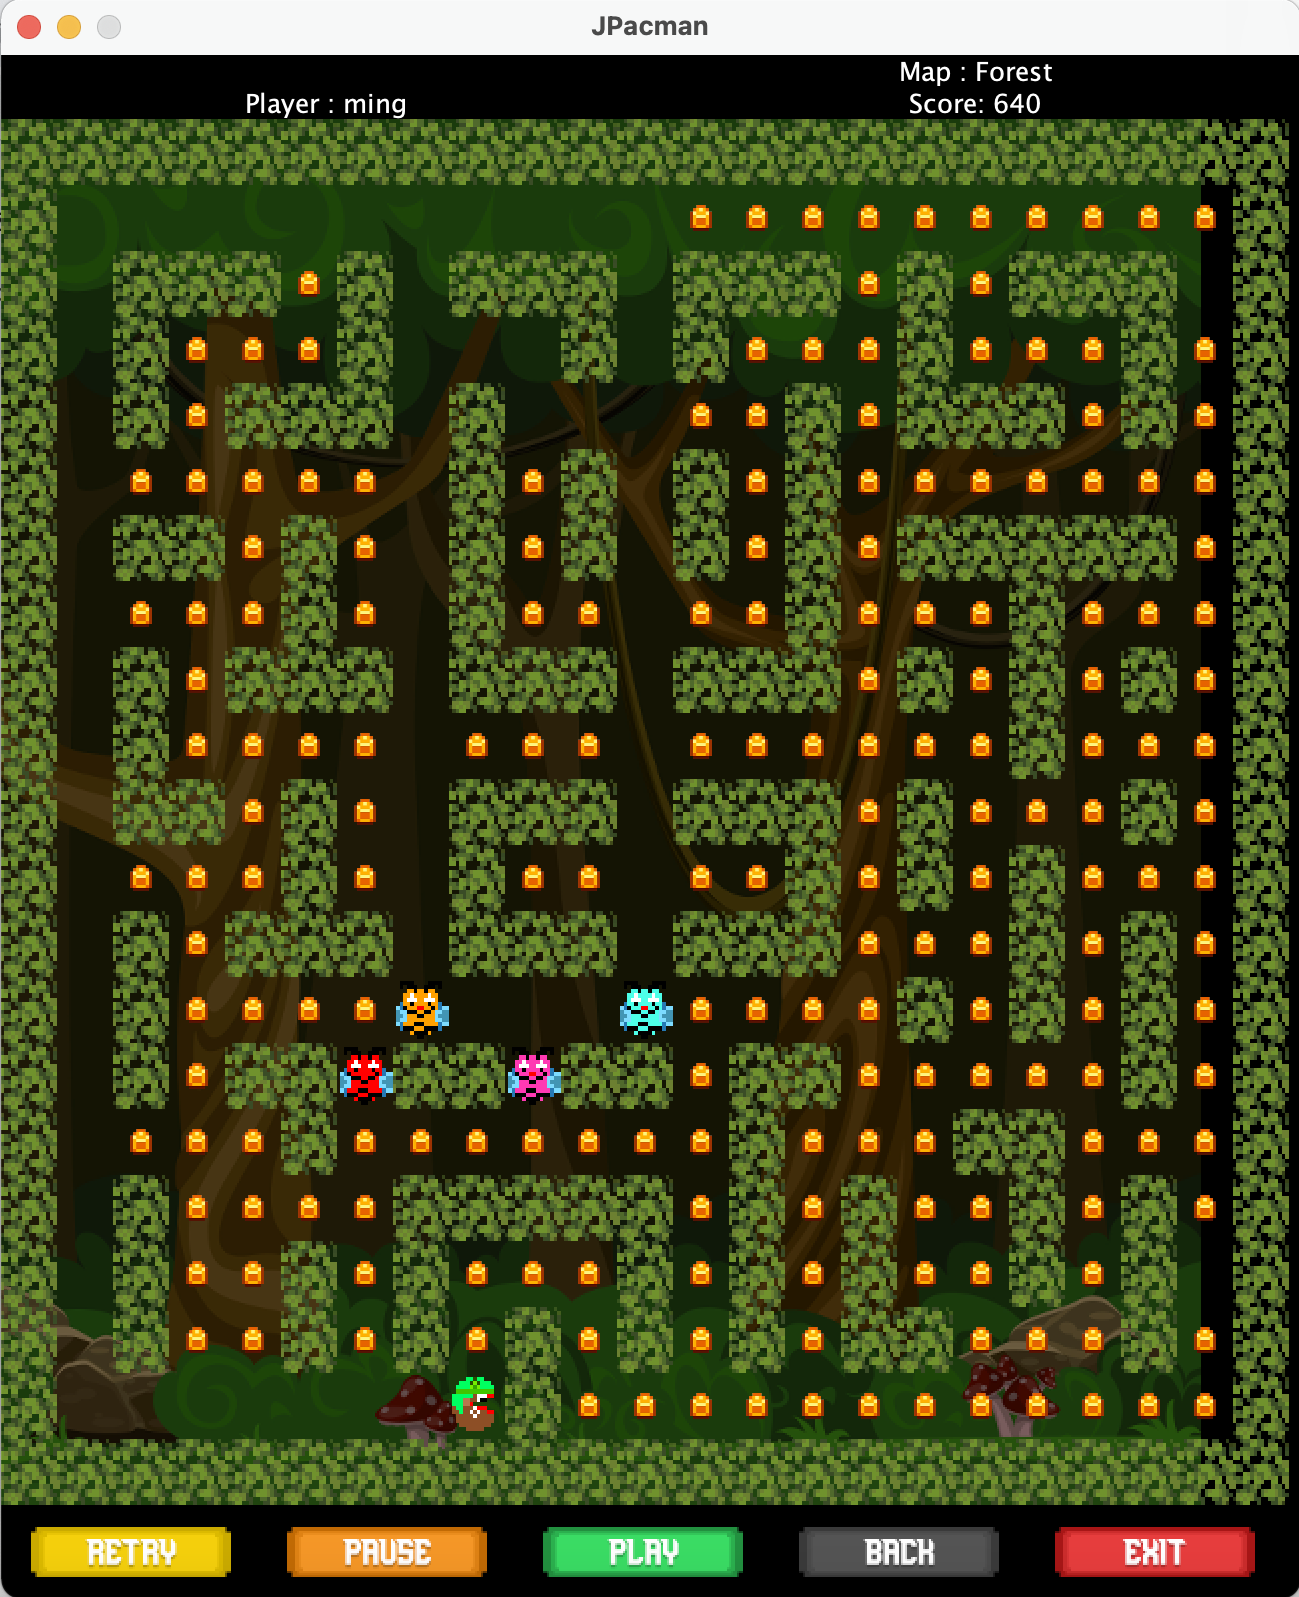 JPacman
Map : Forest
Player : ming
Score: 640
RETRY
PAUSE
PLAY
BACK
EXIT